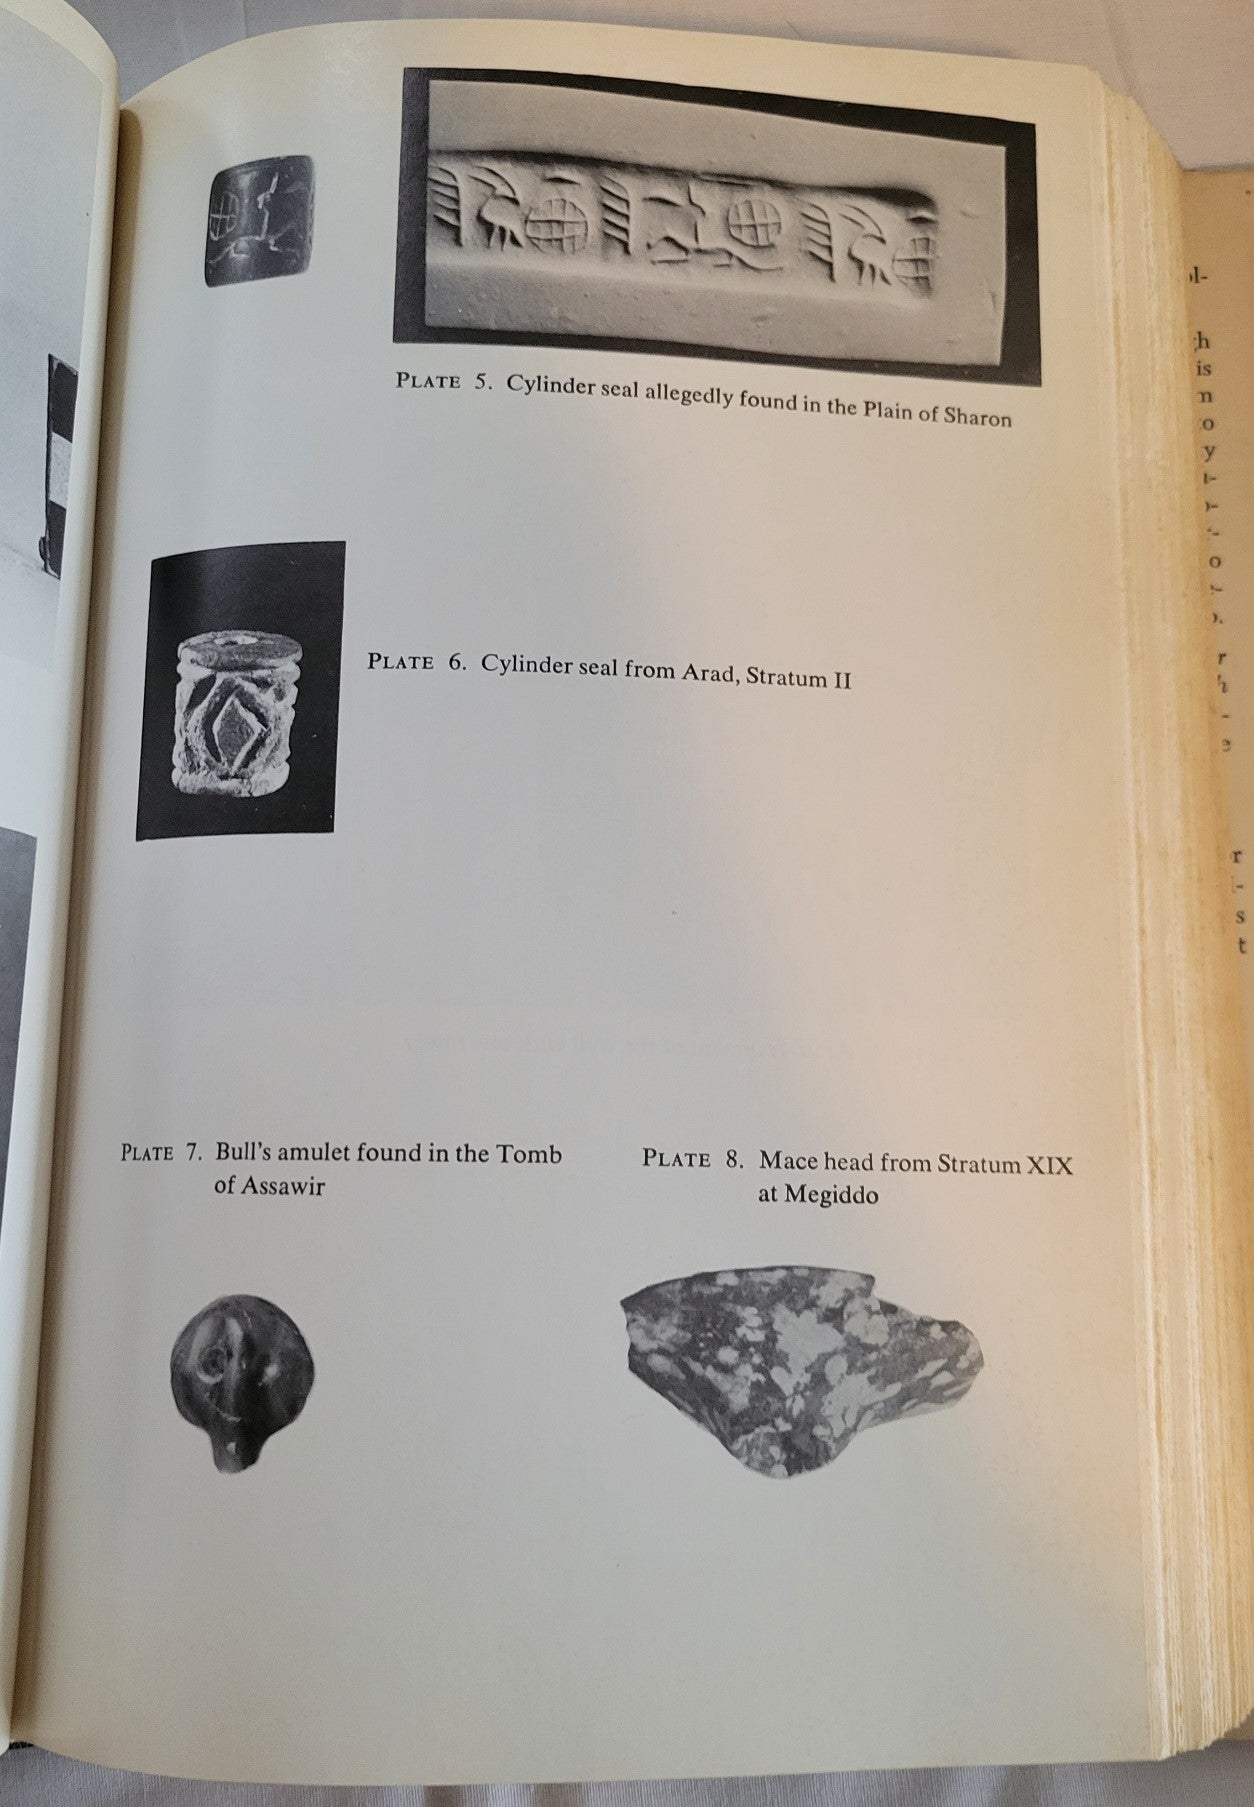 PLATE 5. Cylinder seal allegedly found in the Plain of Sharon
PLATE 6. Cylinder seal from Arad, Stratum II
PLATE 7. Bull's amulet found in the Tomb
of Assawir
PLATE 8. Mace head from Stratum XIX
at Megiddo
is